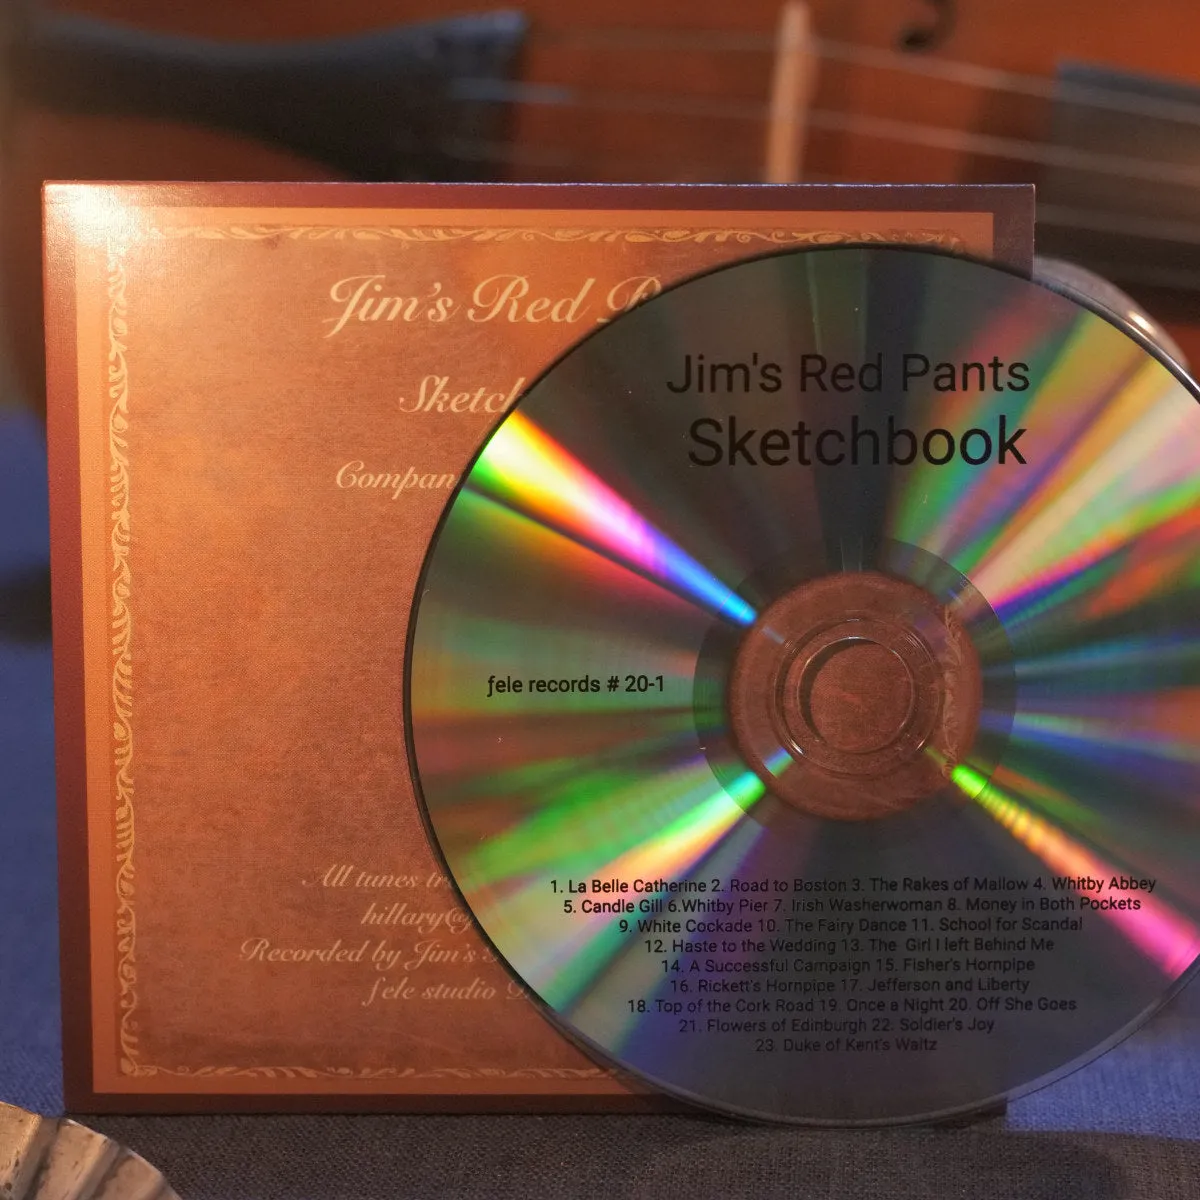 Jim's Red
Sketch
Compan
All tunes
hillary@
Recorded by Jim's
fele studio
Jim's Red Pants
Sketchbook
ƒele records # 20-1
1. La Belle Catherine 2. Road to Boston 3. The Rakes of Mallow 4. Whitby Abbey
5. Candle Gill 6.Whitby Pier 7. Irish Washerwoman 8. Money in Both Pockets
9. White Cockade 10. The Fairy Dance 11. School for Scandal
12. Haste to the Wedding 13. The Girl I left Behind Me
14. A Successful Campaign 15. Fisher's Hornpipe
16. Rickett's Hornpipe 17. Jefferson and Liberty
18. Top of the Cork Road 19. Once a Night 20. Off She Goes
21. Flowers of Edinburgh 22. Soldier's Joy
23. Duke of Kent's Waltz